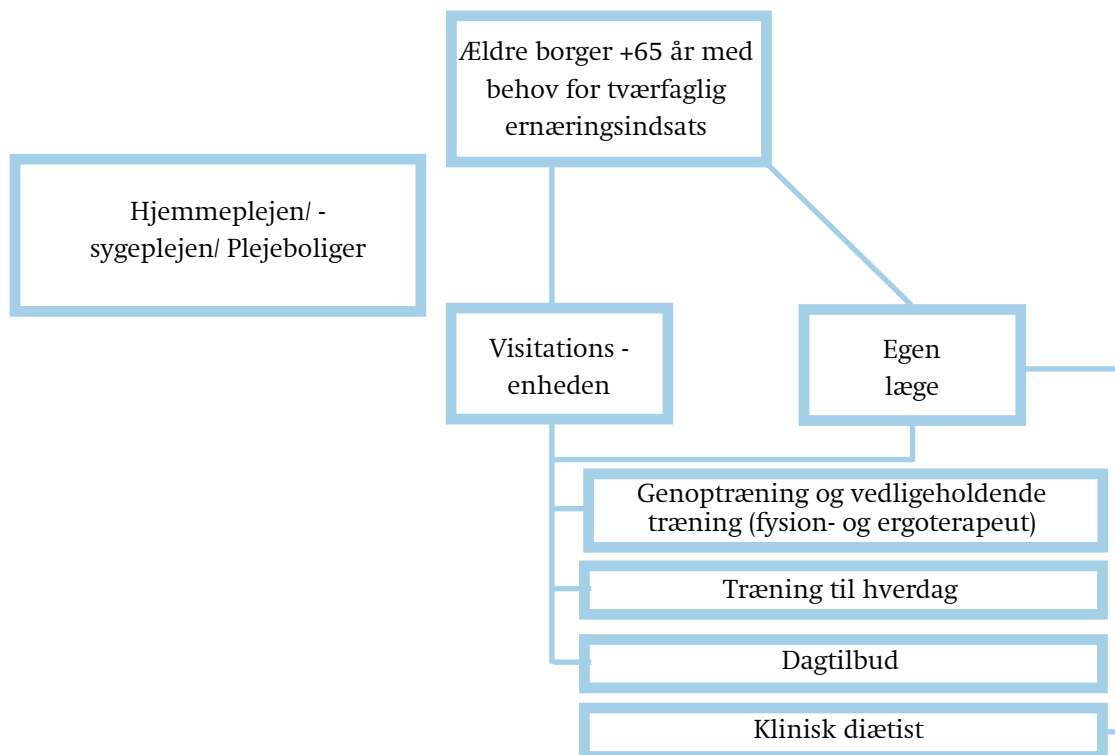 Ældre borger +65 år med
behov for tværfaglig
ernæringsindsats
Hjemmeplejen/ -
sygeplejen/ Plejeboliger
Visitations -
enheden
Egen
læge
Genoptræning og vedligeholdende
træning (fysion- og ergoterapeut)
Træning til hverdag
Dagtilbud
Klinisk diætist